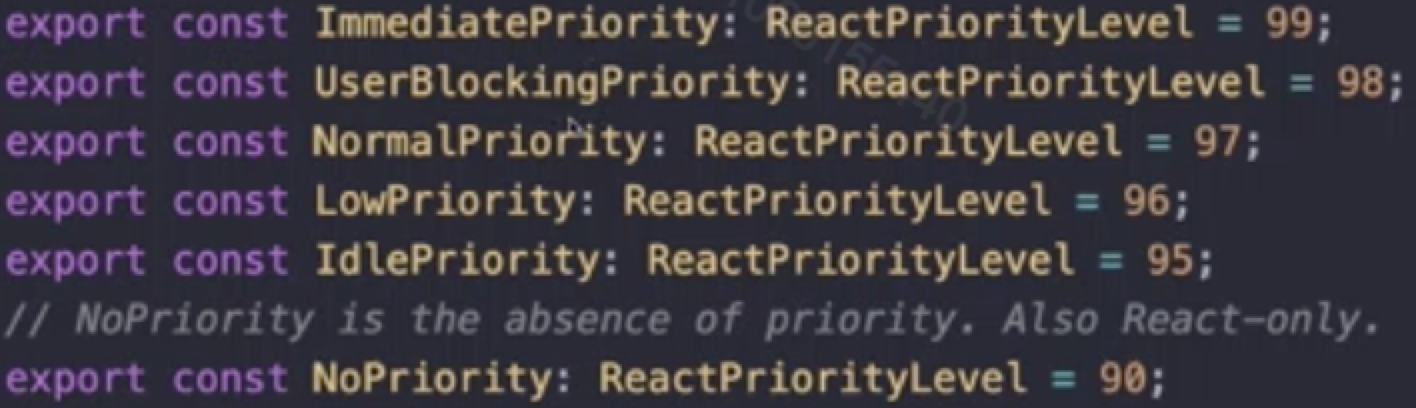 export const ImmediatePriority: ReactPriorityLevel = 99;
export const UserBlockingPriority: ReactPriorityLevel = 98;
export const NormalPriority: ReactPriorityLevel = 97;
export const LowPriority: ReactPriorityLevel = 96;
export const IdlePriority: ReactPriorityLevel = 95;
// NoPriority is the absence of priority. Also React-only.
export const NoPriority: ReactPriorityLevel = 90;